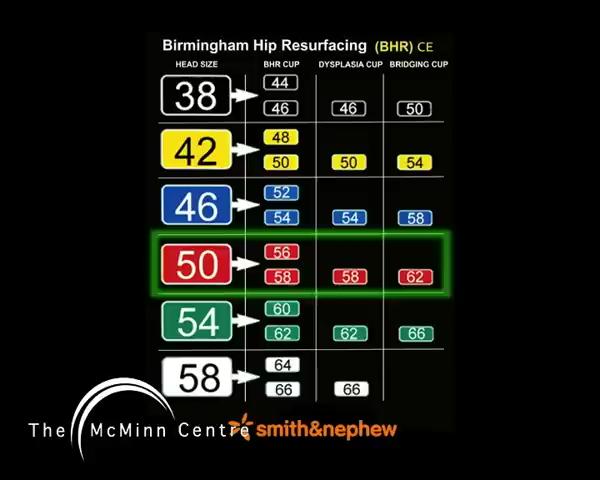 Birmingham Hip Resurfacing (BHR) CE
HEAD SIZE BHR CUP DYSPLASIA CUP BRIDGING CUP
44
38 46 46 50
48
42 50 50 54
52
46 54 54 58
56
50 58 58 62
60
54 62 62 66
64
58 66 66
The McMinn Centre smith&nephew